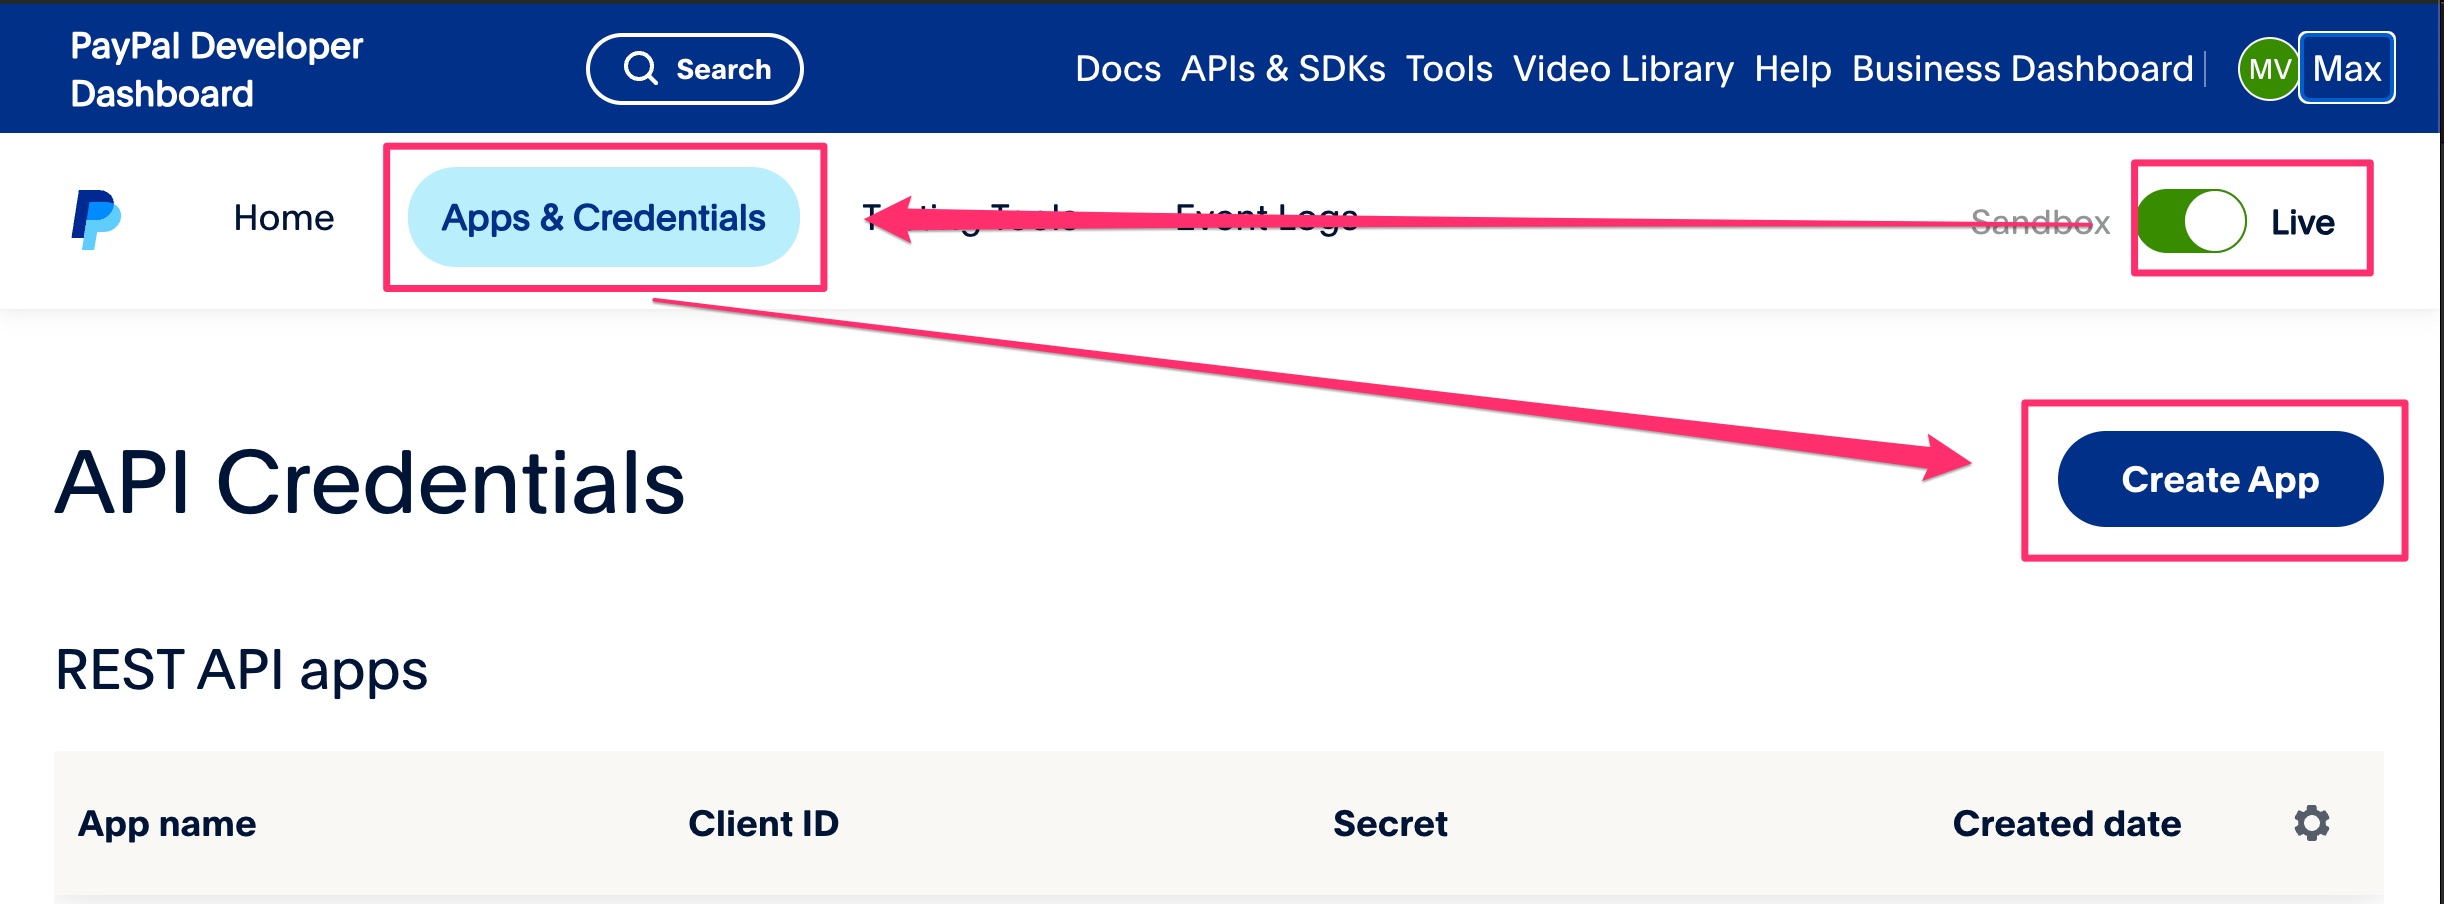 PayPal Developer
Dashboard
Search
Docs APIs & SDKs Tools Video Library Help Business Dashboard
MV Max
Home Apps & Credentials Testing Tools Event Logs Sandbox Live
API Credentials
Create App
REST API apps
App name Client ID Secret Created date